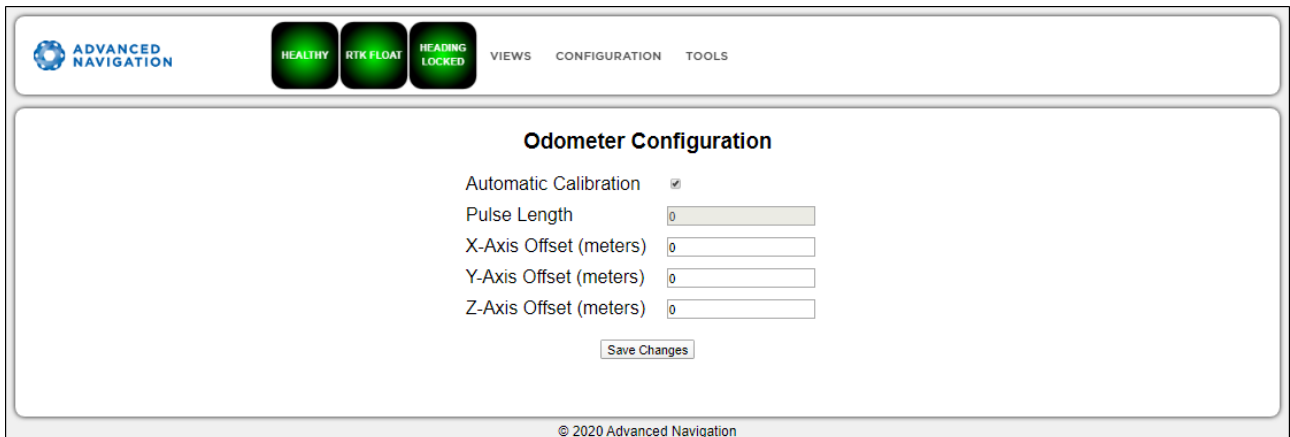 ADVANCED
NAVIGATION
HEALTHY
RTK FLOAT
HEADING
LOCKED
VIEWS
CONFIGURATION
TOOLS
Odometer Configuration
Automatic Calibration
Pulse Length 0
X-Axis Offset (meters) 0
Y-Axis Offset (meters) 0
Z-Axis Offset (meters) 0
Save Changes
© 2020 Advanced Navigation